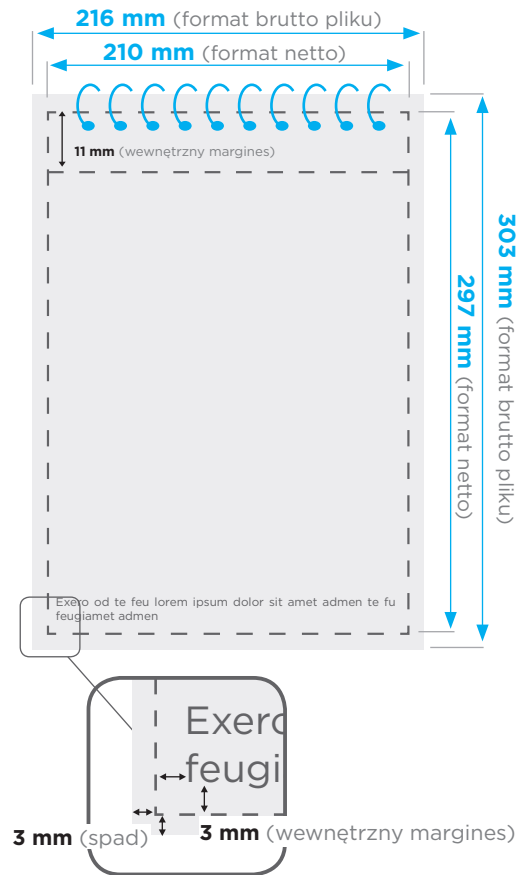 216 mm (format brutto pliku)
210 mm (format netto)
11 mm (wewnętrzny margines)
303 mm (format brutto pliku)
297 mm (format netto)
Exero od te feu lorem ipsum dolor sit amet admen te fu
feugiamet admen
Exerc
feugi
3 mm (spad)
3 mm (wewnętrzny margines)